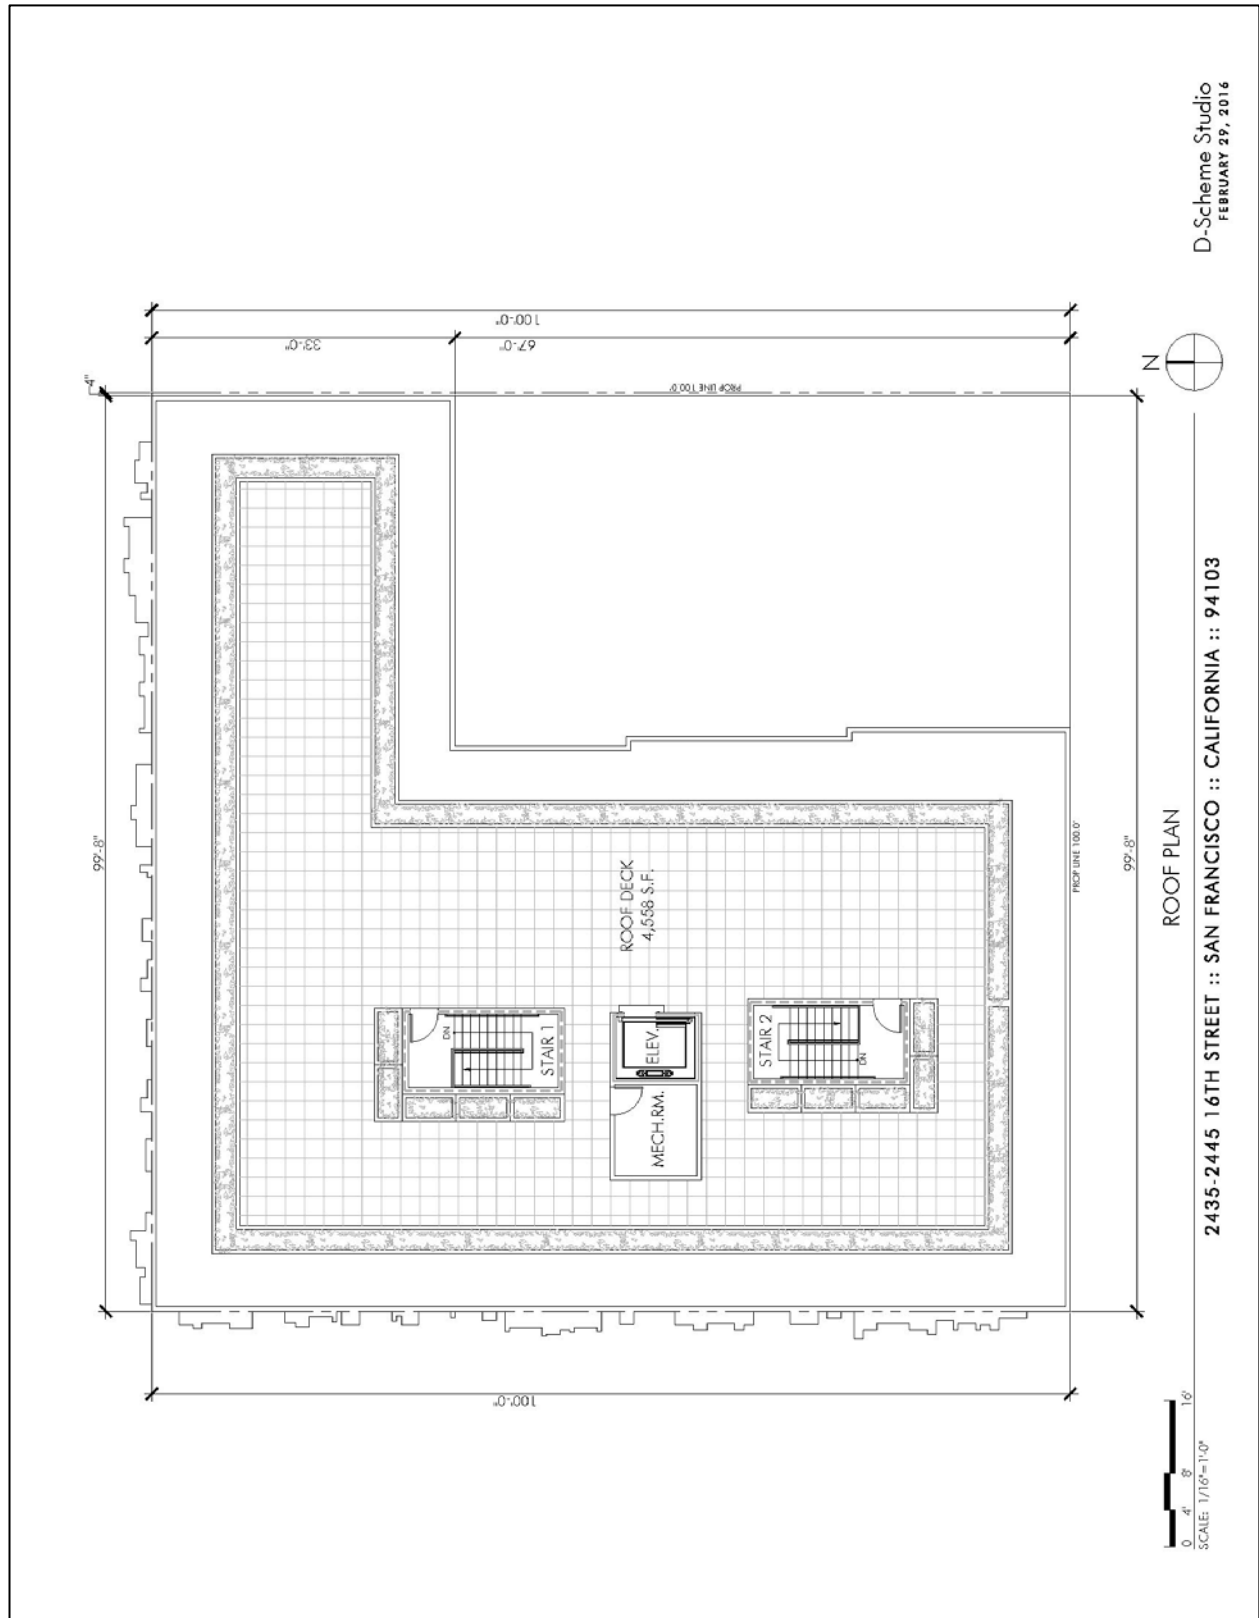 99'-8"
4"
100'-0"
33'-0"
67'-0"
PROP LINE 100.0'
100'-0"
ROOF DECK
4,558 S.F.
DN
STAIR 1
ELEV.
MECH.RM.
STAIR 2
DN
PROP LINE 100.0'
99'-8"
ROOF PLAN
N
0 4' 8' 16'
SCALE: 1/16"=1'-0"
2435-2445 16TH STREET :: SAN FRANCISCO :: CALIFORNIA :: 94103
D-Scheme Studio
FEBRUARY 29, 2016